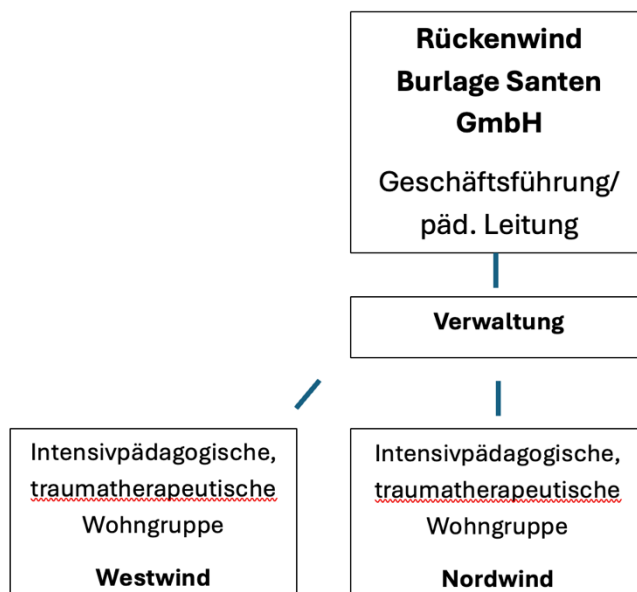 Rückenwind
Burlage Santen
GmbH
Geschäftsführung/
päd. Leitung
Verwaltung
Intensivpädagogische,
traumatherapeutische
Wohngruppe
Westwind
Intensivpädagogische,
traumatherapeutische
Wohngruppe
Nordwind